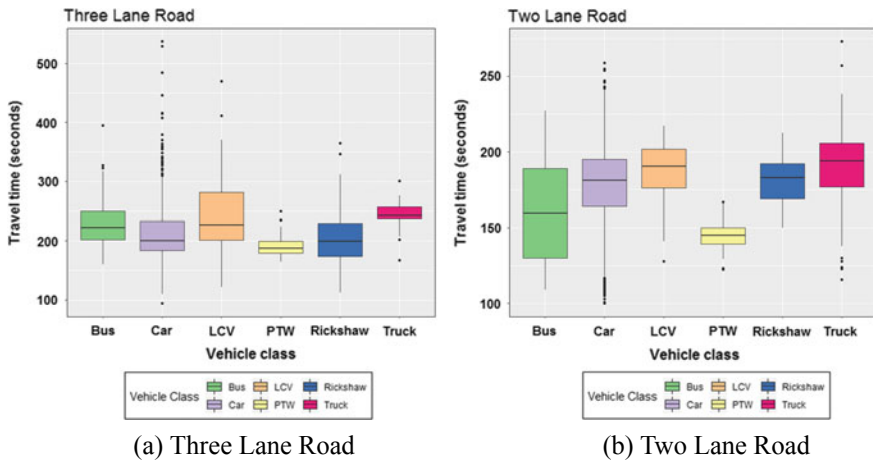 Three Lane Road
Travel time (seconds)
500
400
300
200
100
Bus Car LCV PTW Rickshaw Truck
Vehicle class
Vehicle Class
Bus LCV Rickshaw
Car PTW Truck
(a) Three Lane Road
Two Lane Road
Travel time (seconds)
250
200
150
100
Bus Car LCV PTW Rickshaw Truck
Vehicle class
Vehicle Class
Bus LCV Rickshaw
Car PTW Truck
(b) Two Lane Road